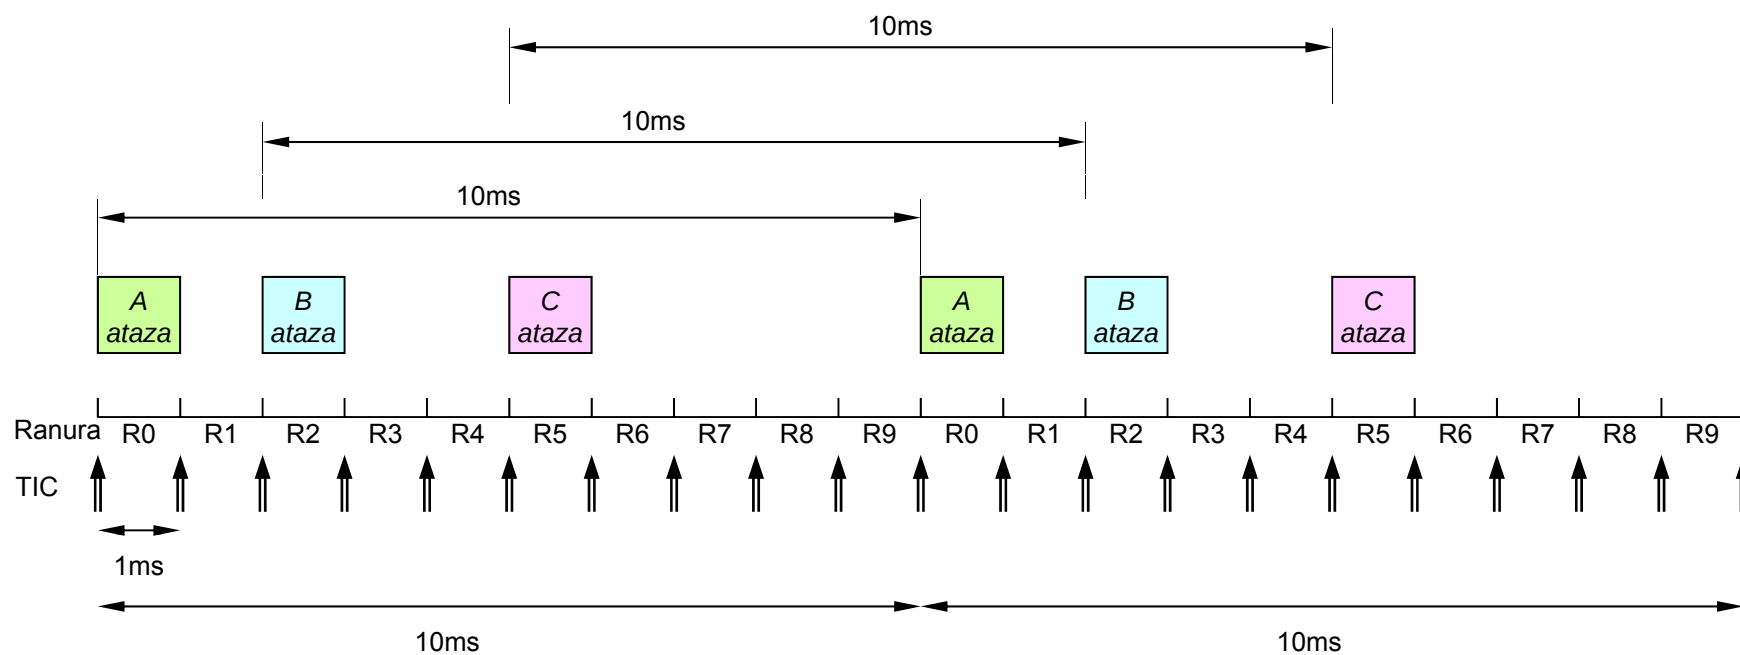 10ms
10ms
10ms
A
ataza
B
ataza
C
ataza
A
ataza
B
ataza
C
ataza
Ranura R0 R1 R2 R3 R4 R5 R6 R7 R8 R9 R0 R1 R2 R3 R4 R5 R6 R7 R8 R9
TIC
1ms
10ms 10ms